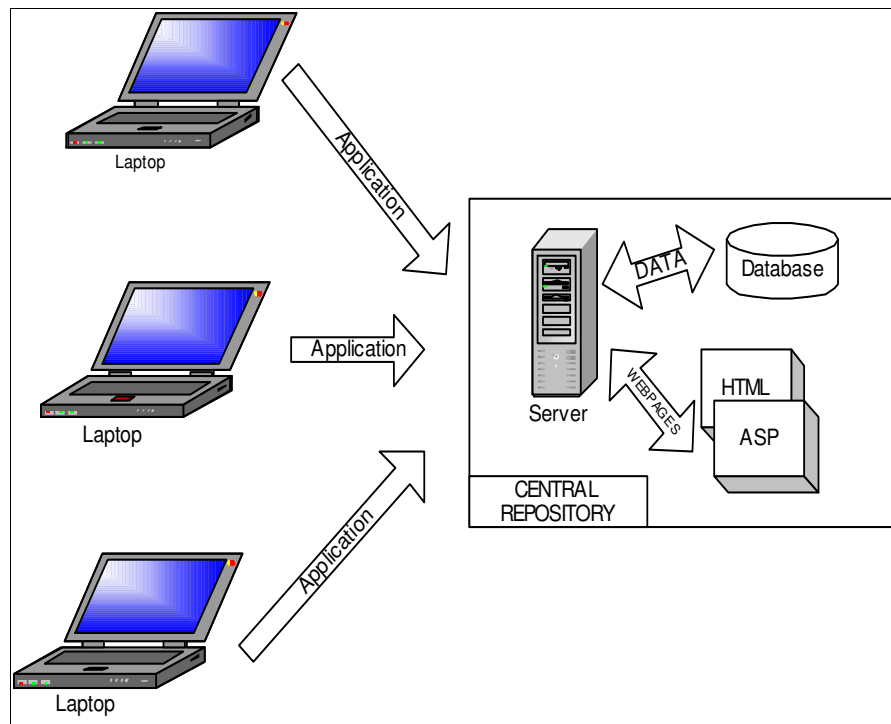 Laptop
Application
Laptop
Application
Laptop
Application
Server
DATA
Database
WEBPAGES
HTML
ASP
CENTRAL
REPOSITORY